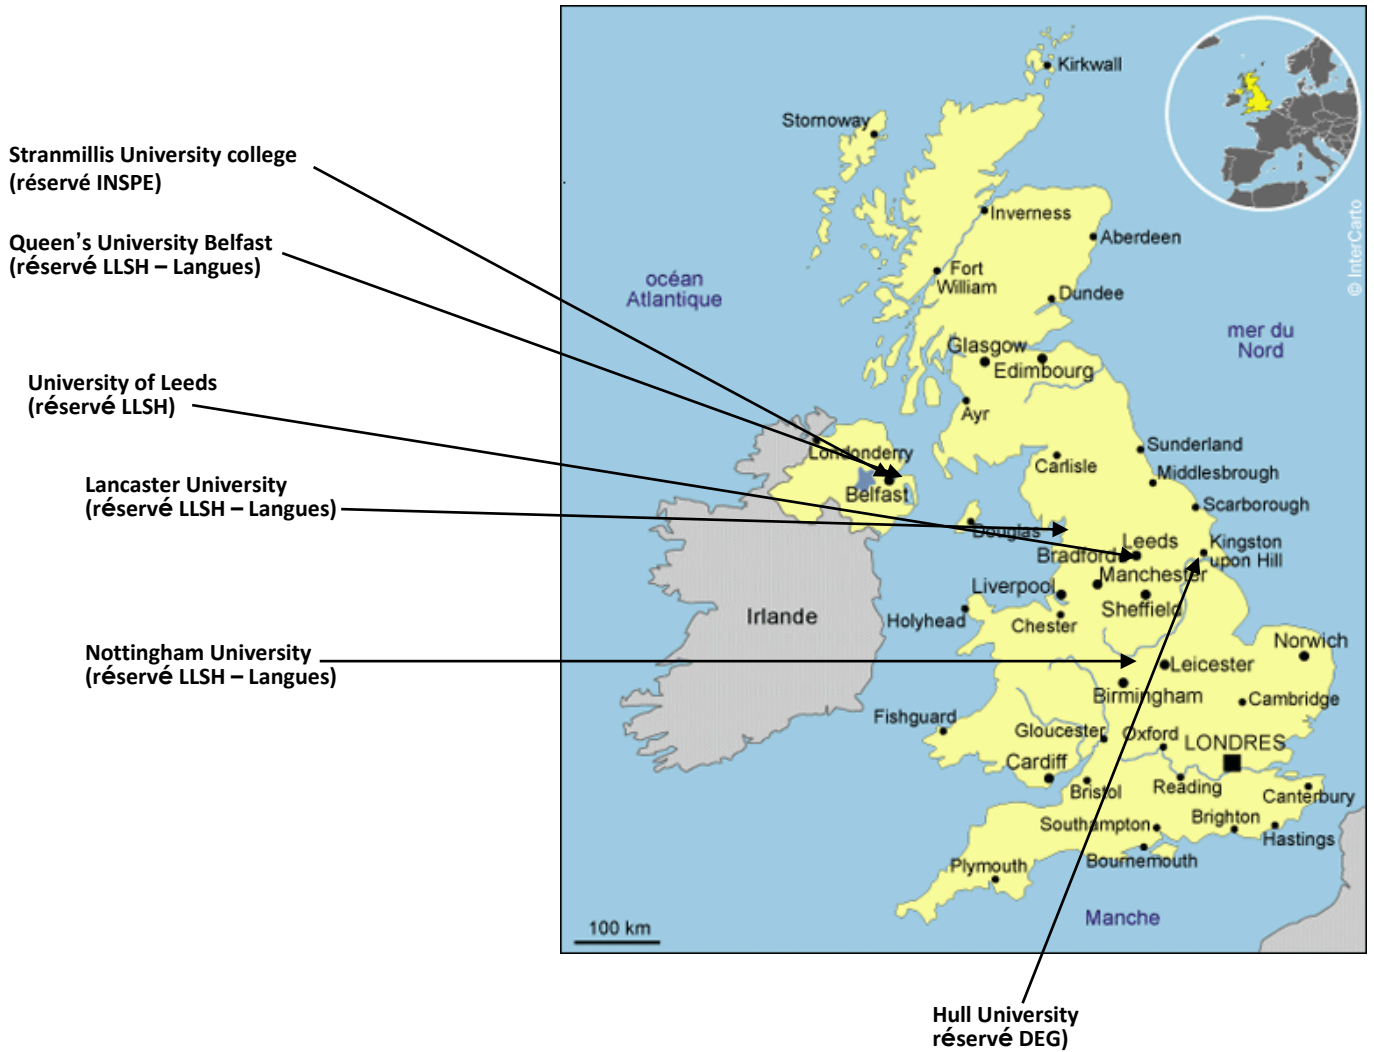 Kirkwall
Stornoway
Stranmillis University college
(réservé INSPE)
Inverness
Queen's University Belfast
(réservé LLSH – Langues)
Aberdeen
© InterCarto
océan
Atlantique
Fort
William
Dundee
mer du
Nord
Glasgow
Edimbourg
University of Leeds
(réservé LLSH)
Ayr
Londonderry
Carlisle
Sunderland
Middlesbrough
Belfast
Scarborough
Lancaster University
(réservé LLSH – Langues)
Douglas
Leeds
Bradford
Kingston
upon Hill
Manchester
Liverpool
Sheffield
Holyhead
Chester
Irlande
Norwich
Nottingham University
(réservé LLSH – Langues)
Leicester
Birmingham
Cambridge
Fishguard
Gloucester
Oxford
LONDRES
Cardiff
Bristol
Reading
Canterbury
Southampton
Brighton
Hastings
Bournemouth
Plymouth
Manche
100 km
Hull University
réservé DEG)